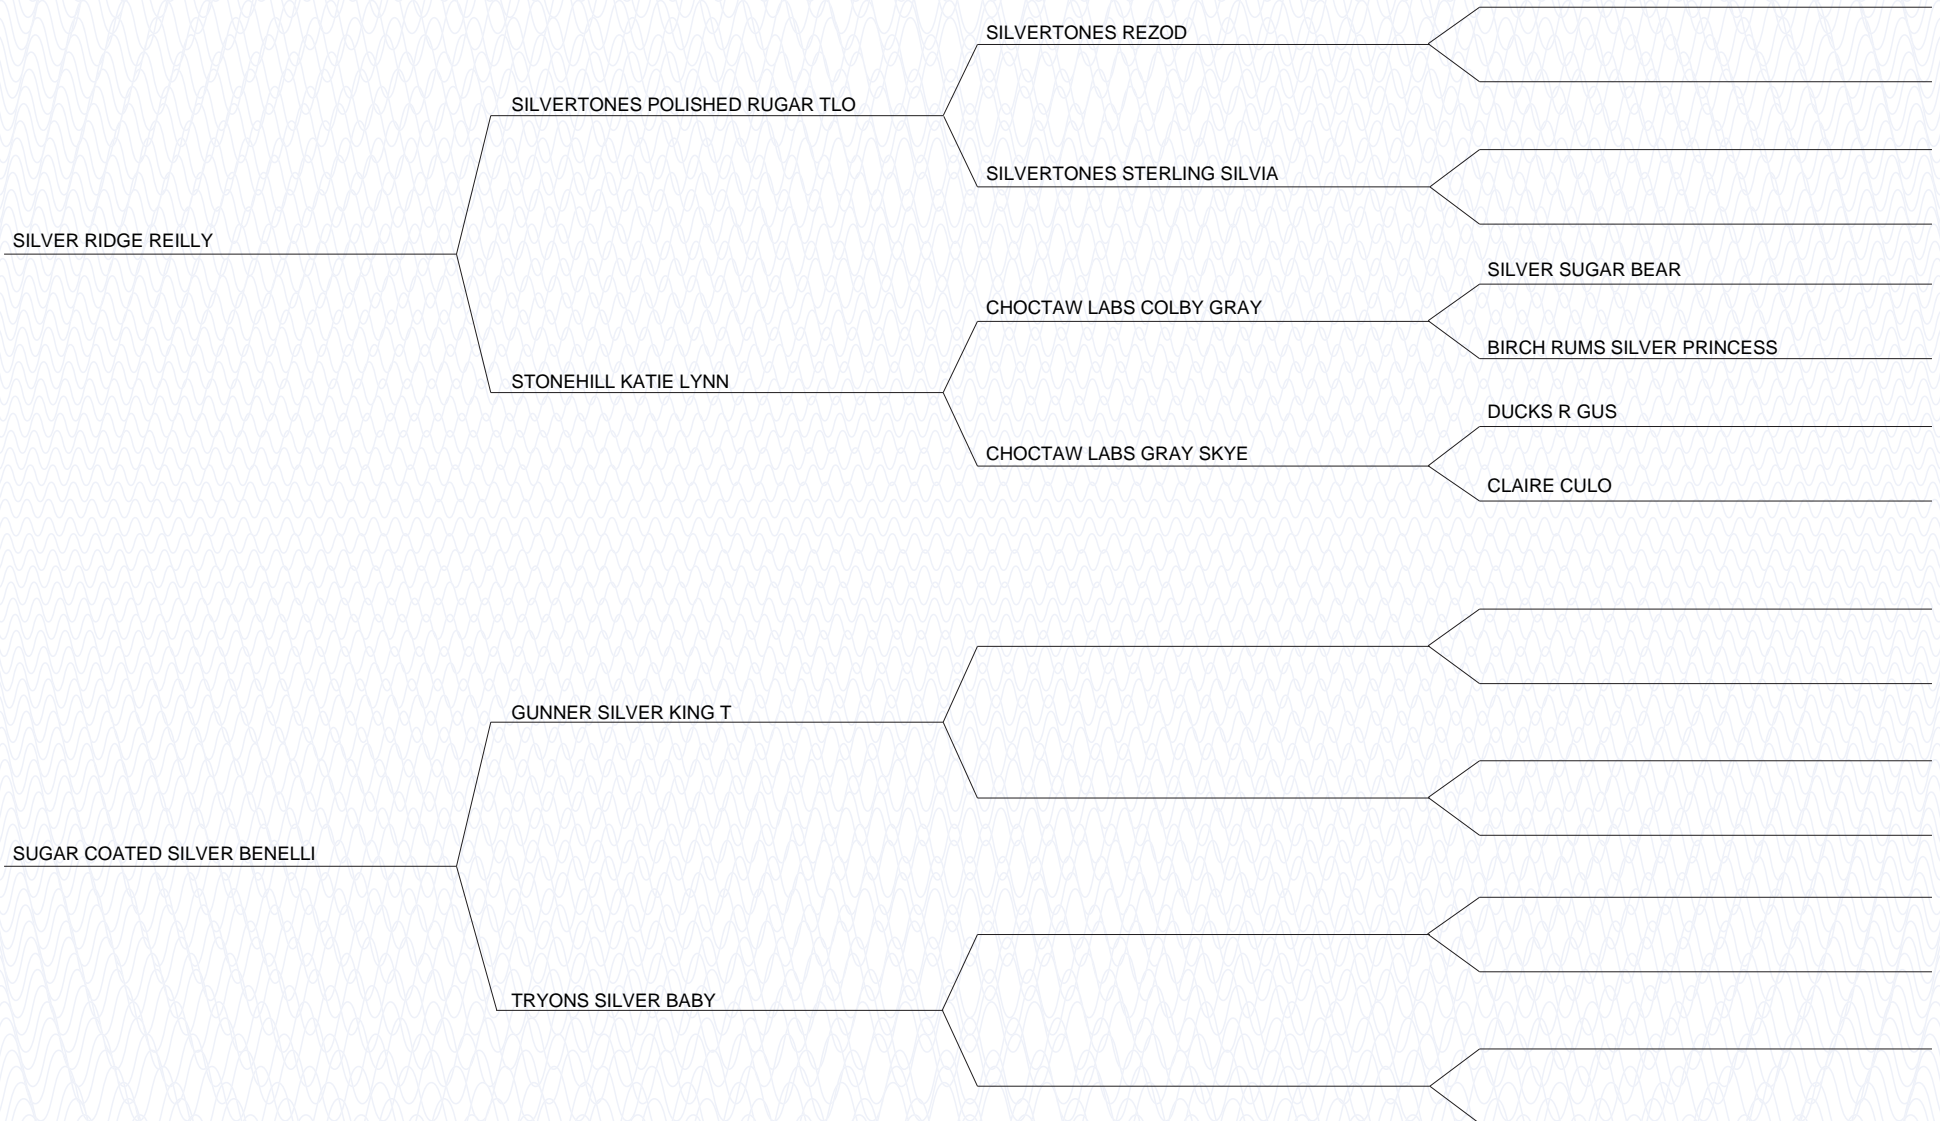 SILVERTONES REZOD
SILVERTONES POLISHED RUGAR TLO
SILVERTONES STERLING SILVIA
SILVER RIDGE REILLY
SILVER SUGAR BEAR
CHOCTAW LABS COLBY GRAY
BIRCH RUMS SILVER PRINCESS
STONEHILL KATIE LYNN
DUCKS R GUS
CHOCTAW LABS GRAY SKYE
CLAIRE CULO
GUNNER SILVER KING T
SUGAR COATED SILVER BENELLI
TRYONS SILVER BABY